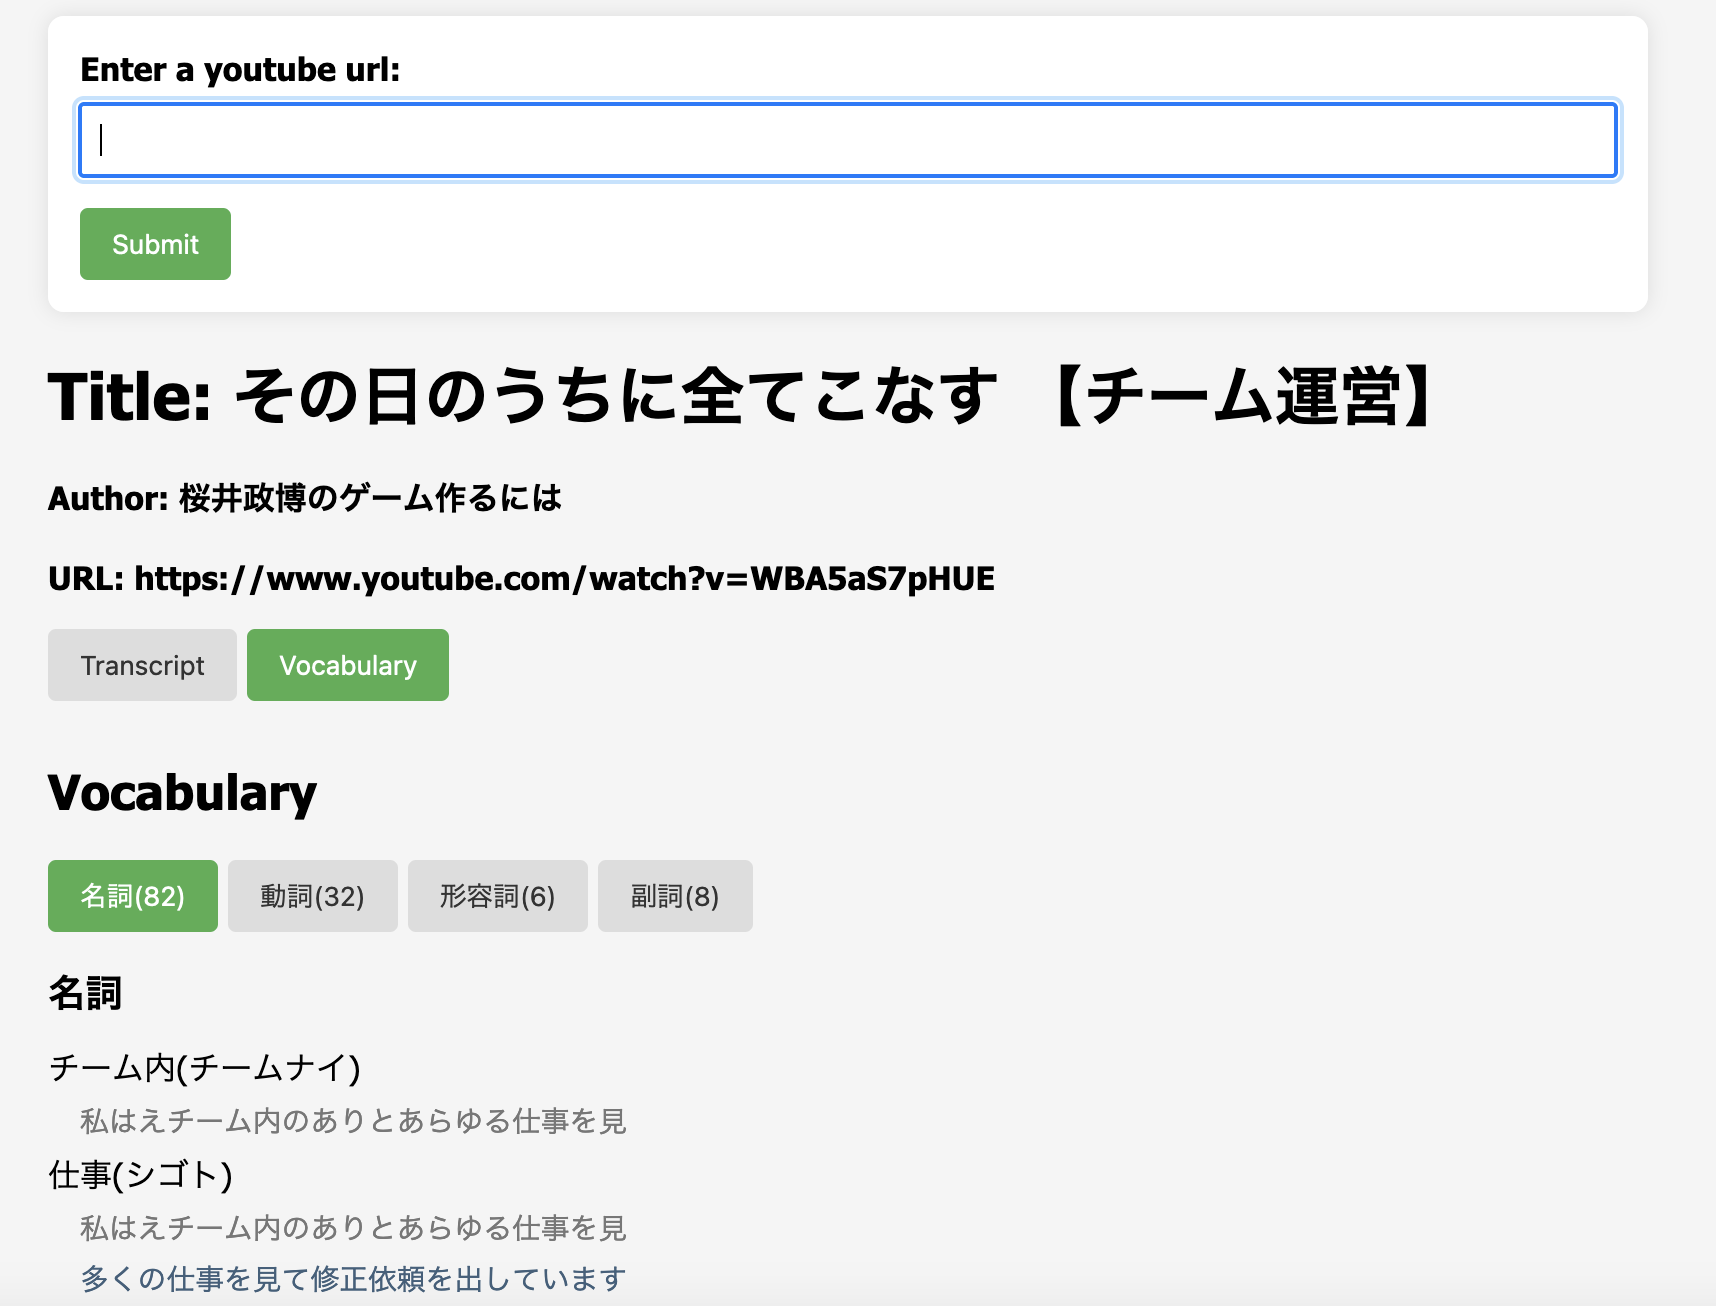 Enter a youtube url:
Submit
Title: その日のうちに全てこなす 【チーム運営】
Author: 桜井政博のゲーム作るには
URL: https://www.youtube.com/watch?v=WBA5aS7pHUE
Transcript Vocabulary
Vocabulary
名詞(82) 動詞(32) 形容詞(6) 副詞(8)
名詞
チーム内(チームナイ)
私はえチーム内のありとあらゆる仕事を見
仕事(シゴト)
私はえチーム内のありとあらゆる仕事を見
多くの仕事を見て修正依頼を出しています